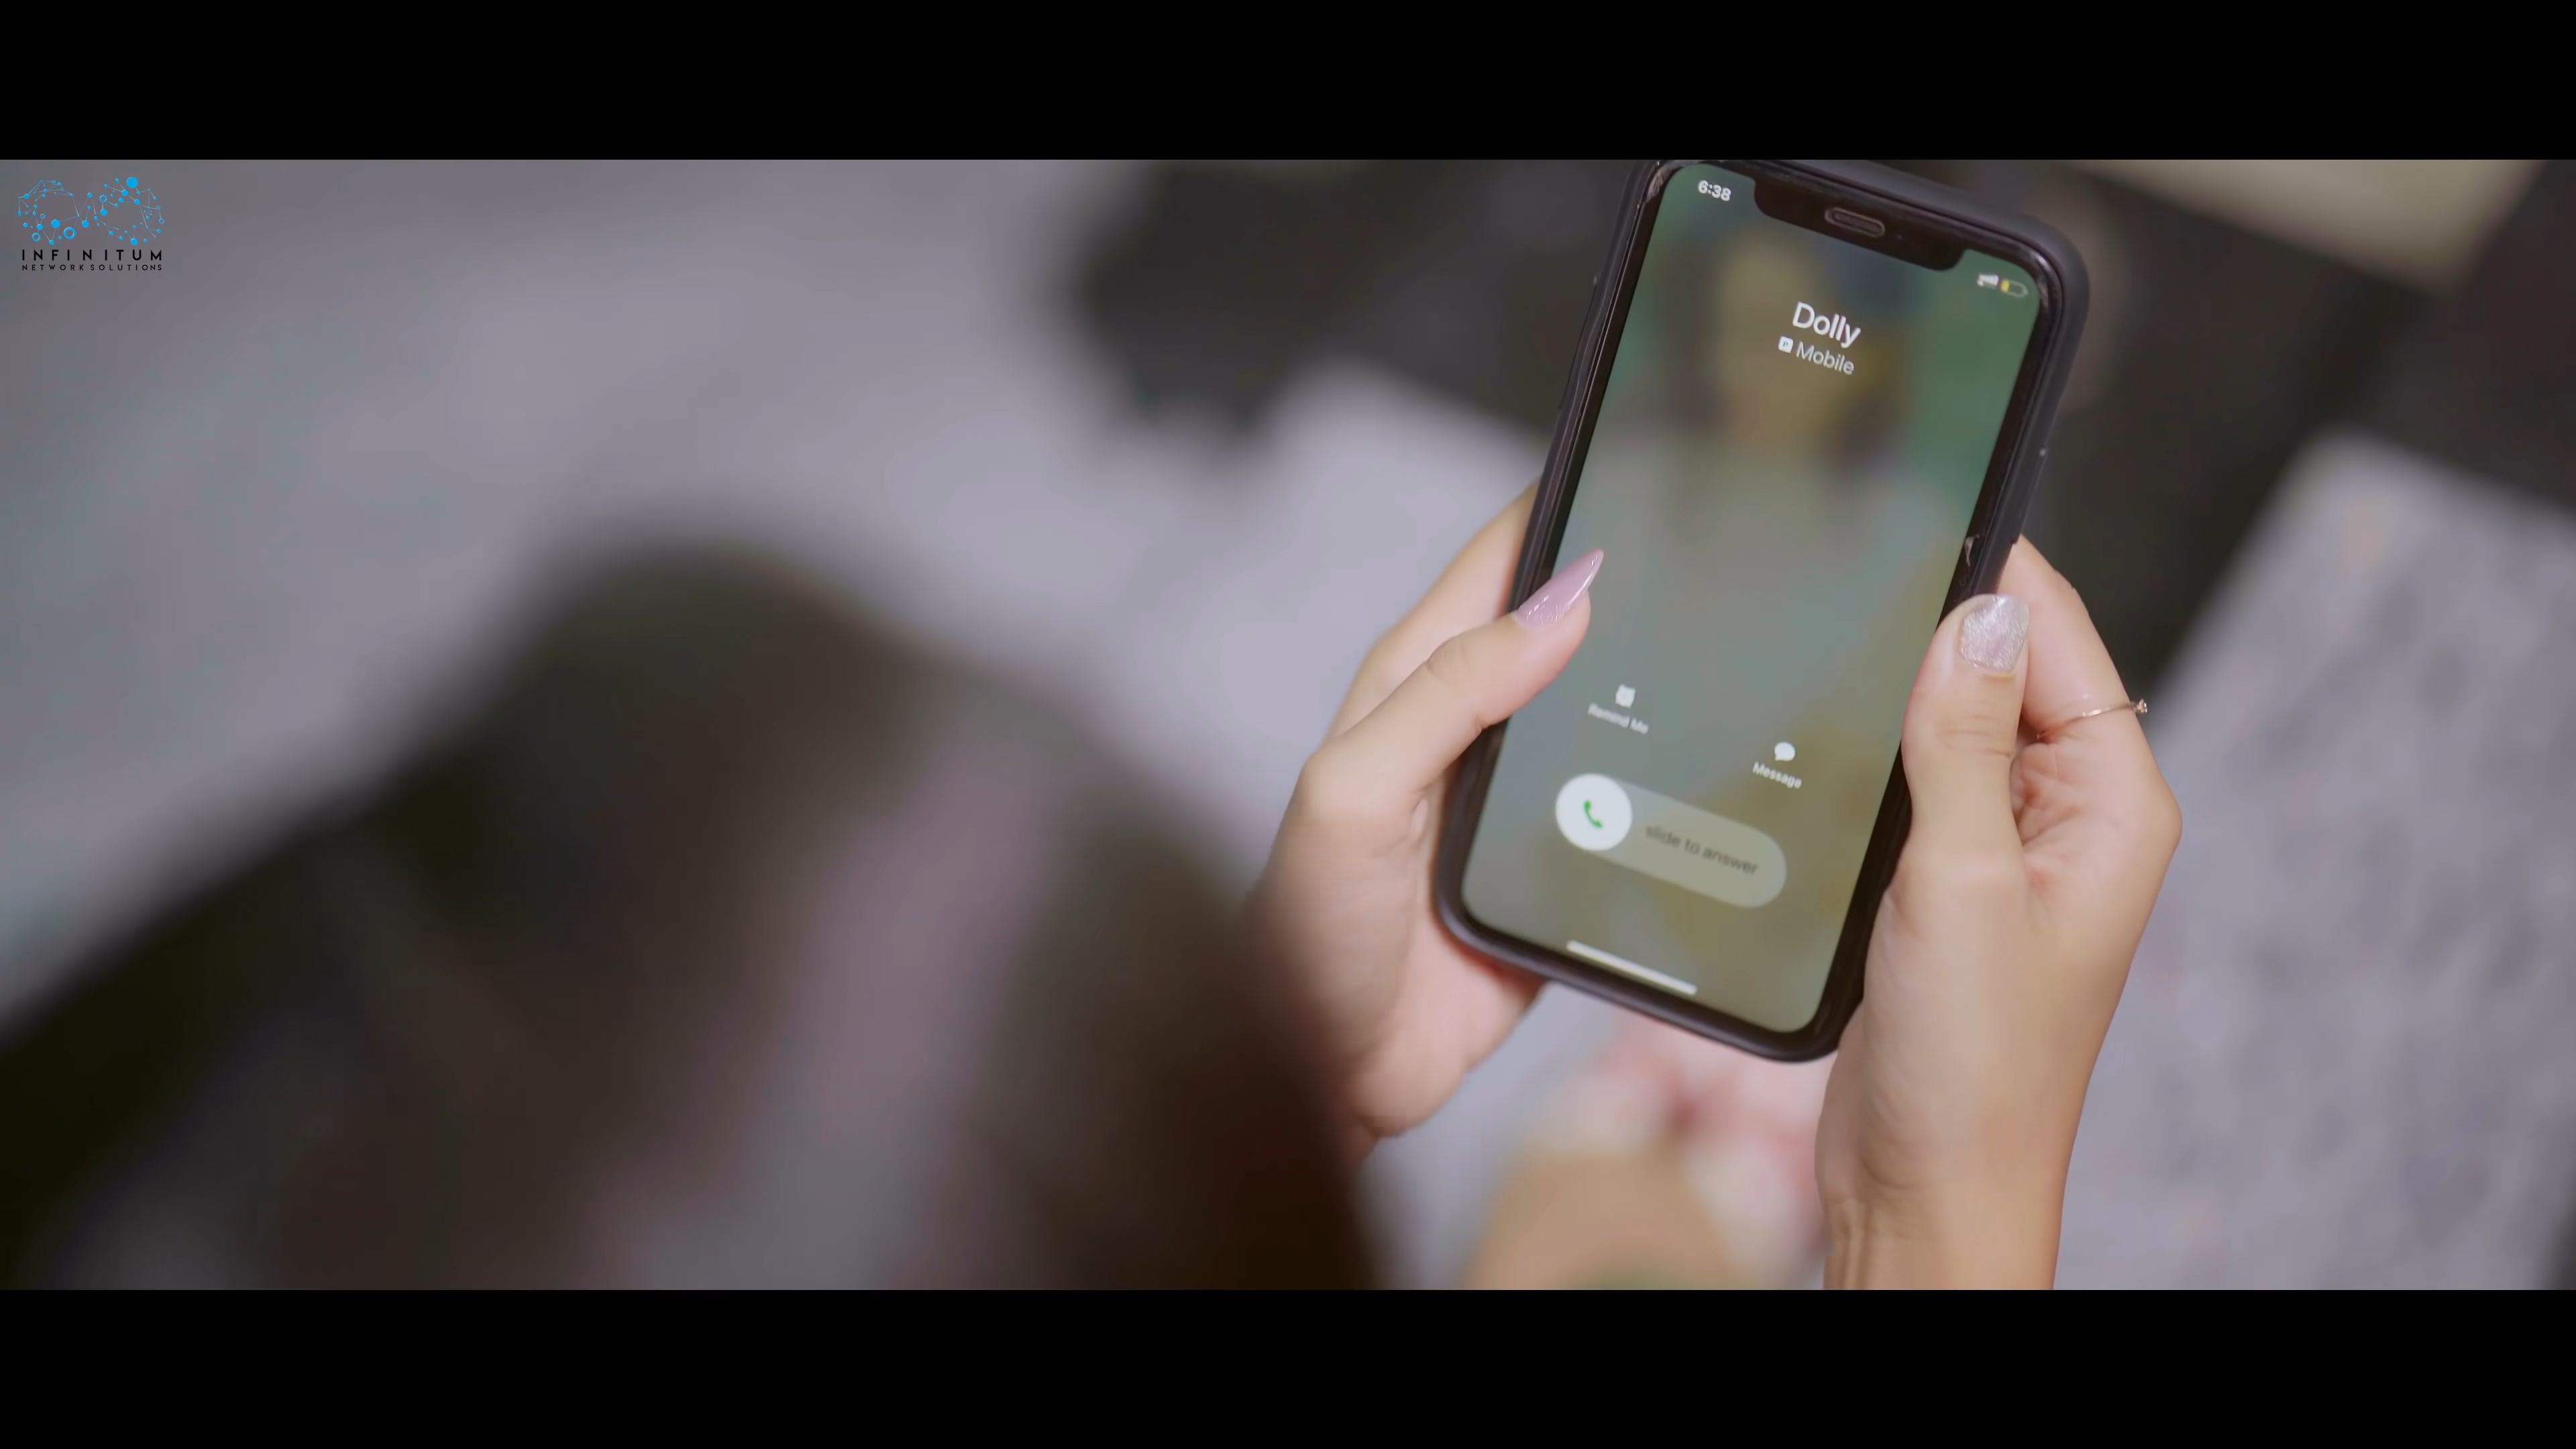 INFINITUM
NETWORK SOLUTIONS
6:38
Dolly
P Mobile
Remind Me
Message
slide to answer